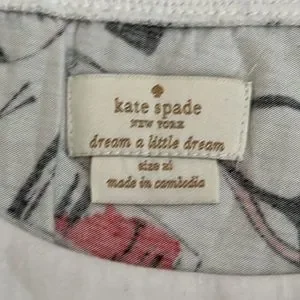 kate spade
NEW YORK
dream a little dream
size xl
made in cambodia